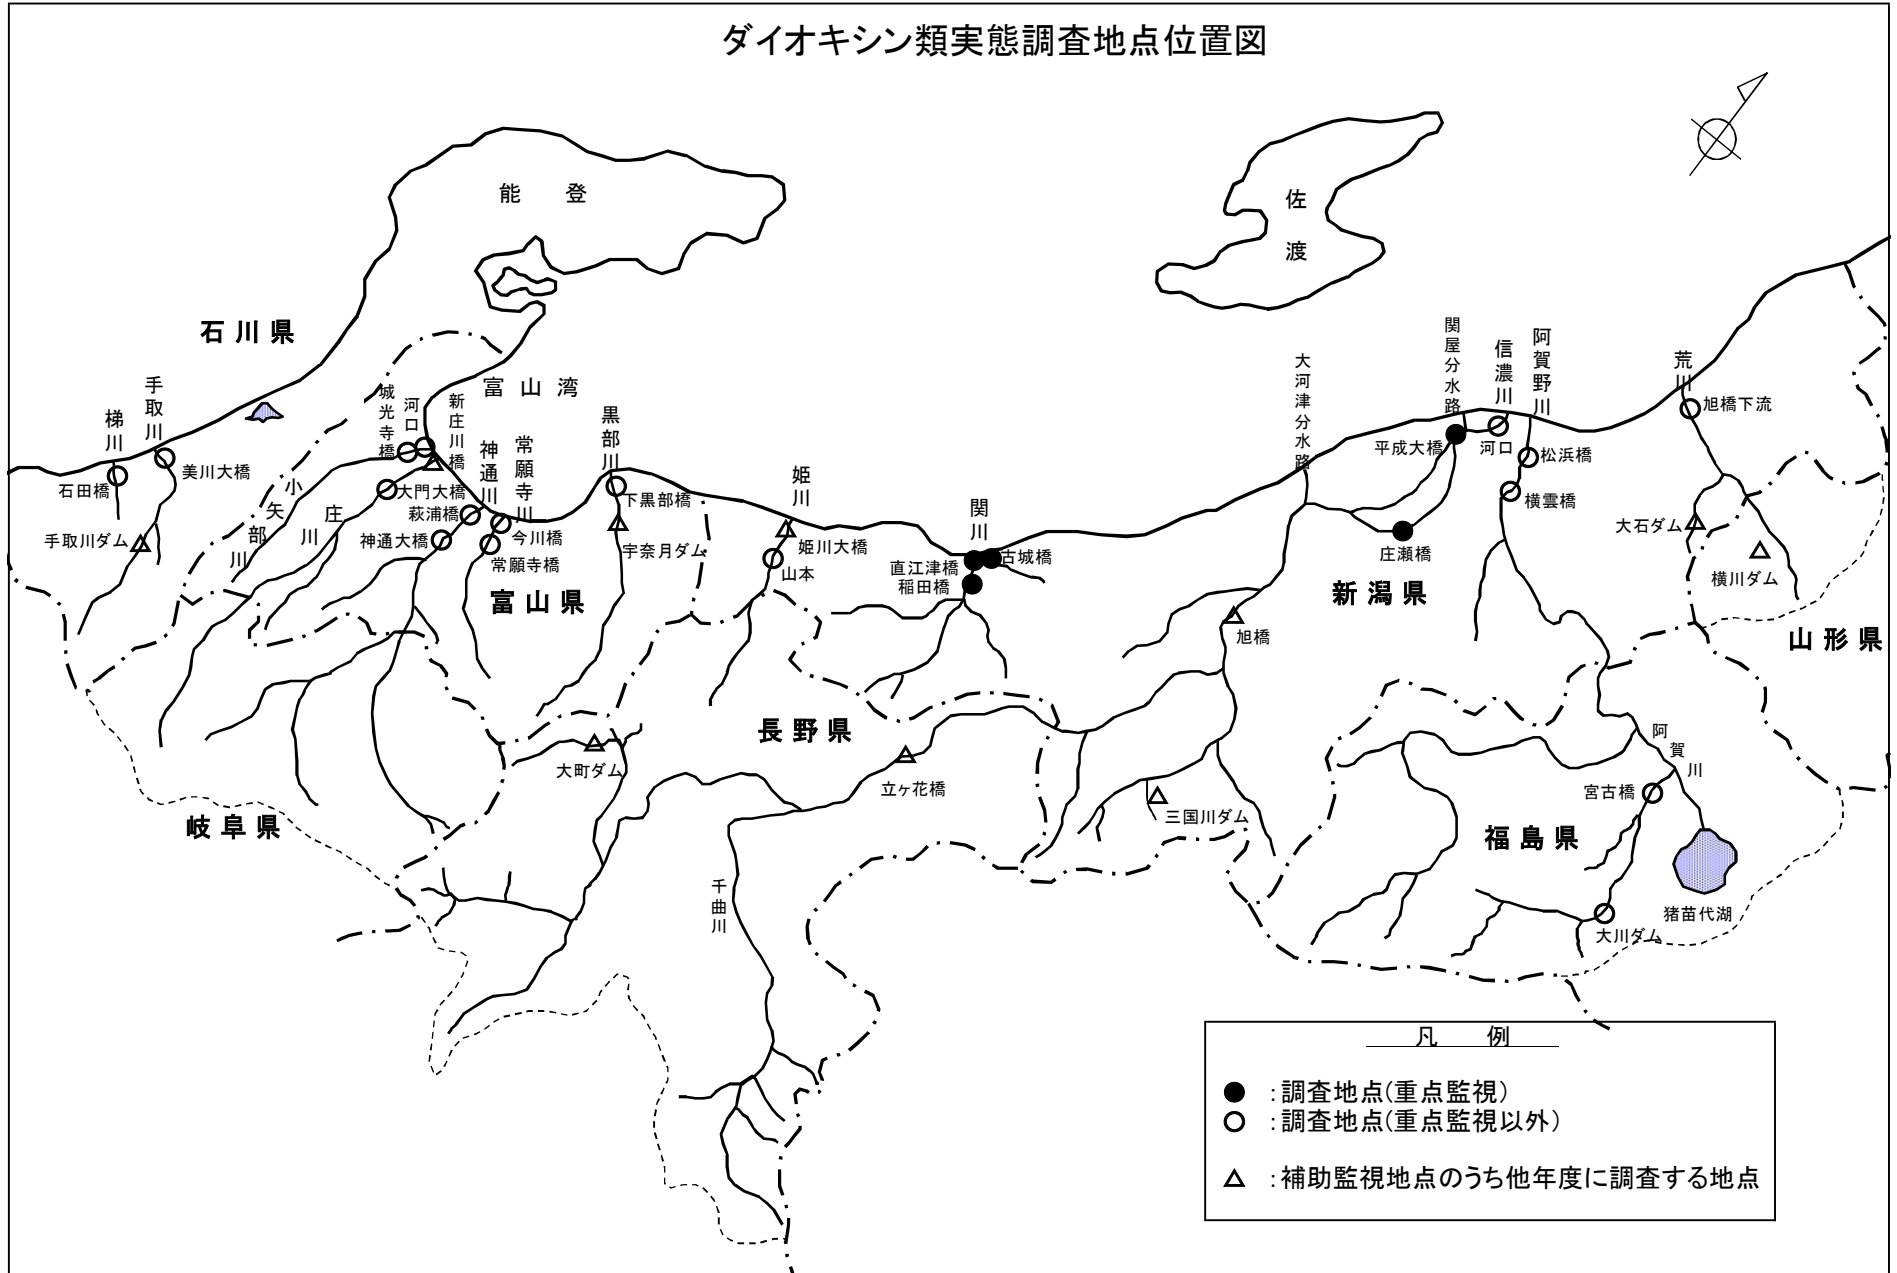 ダイオキシン類実態調査地点位置図
能 登
佐渡
石川県
富山湾
手取川
梯川
城光寺橋
河口
新庄川橋
神通川
常願寺川
黒部川
姫川
関川
大河津分水路
関屋分水路
信濃川
阿賀野川
荒川
旭橋下流
美川大橋
石田橋
手取川ダム
小矢部川
庄川
大門大橋
萩浦橋
神通大橋
今川橋
常願寺橋
下黒部橋
宇奈月ダム
姫川大橋
山本
直江津橋
稲田橋
古城橋
平成大橋
河口
松浜橋
横雲橋
庄瀬橋
大石ダム
横川ダム
富山県
新潟県
山形県
旭橋
長野県
大町ダム
立ヶ花橋
三国川ダム
阿賀川
宮古橋
岐阜県
福島県
千曲川
猪苗代湖
大川ダム
凡 例
● :調査地点(重点監視)
○ :調査地点(重点監視以外)
△ :補助監視地点のうち他年度に調査する地点